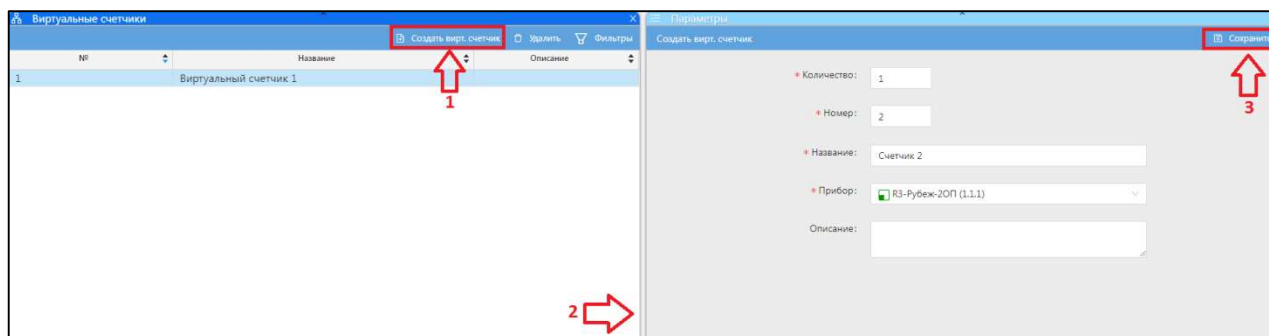 Виртуальные счетчики
Создать вирт. счетчик Удалить Фильтры
№ Название Описание
1 Виртуальный счетчик 1
1
2
Параметры
Создать вирт. счетчик Сохранить
* Количество: 1
* Номер: 2
* Название: Счетчик 2
* Прибор: R3-Рубеж-2ОП (1.1.1)
Описание:
3